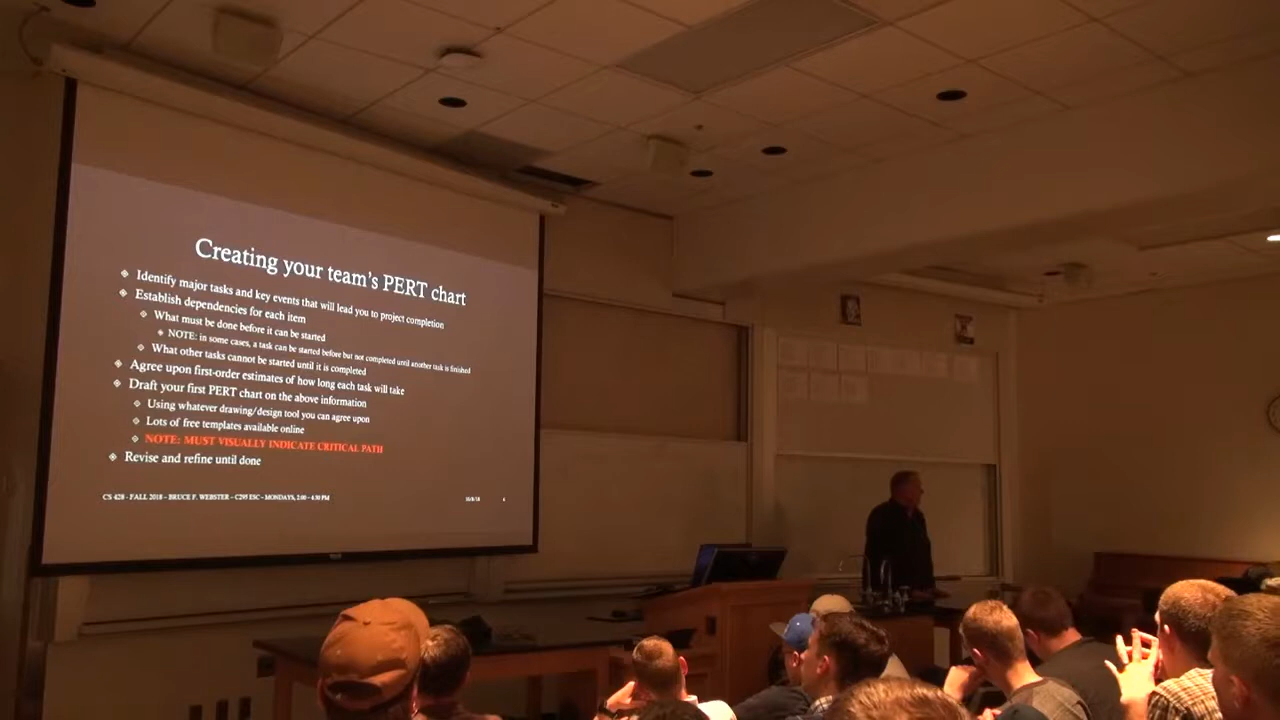 Creating your team's PERT chart
Identify major tasks and key events that will lead you to project completion
Establish dependencies for each item
What must be done before it can be started
NOTE: in some cases, a task can be started before but not completed until another task is finished
What other tasks cannot be started until it is completed
Agree upon first-order estimates of how long each task will take
Draft your first PERT chart on the above information
Using whatever drawing/design tool you can agree upon
Lots of free templates available online
NOTE: MUST VISUALLY INDICATE CRITICAL PATH
Revise and refine until done
CS 428 - FALL 2018 – BRUCE F. WEBSTER – C295 ESC – MONDAYS, 2:00 – 4:30 PM